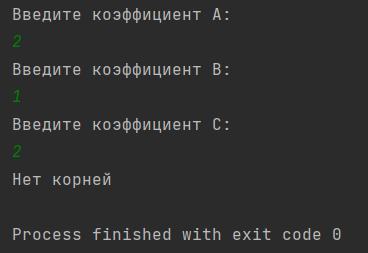 Введите коэффициент A:
2
Введите коэффициент B:
1
Введите коэффициент C:
2
Нет корней
Process finished with exit code 0